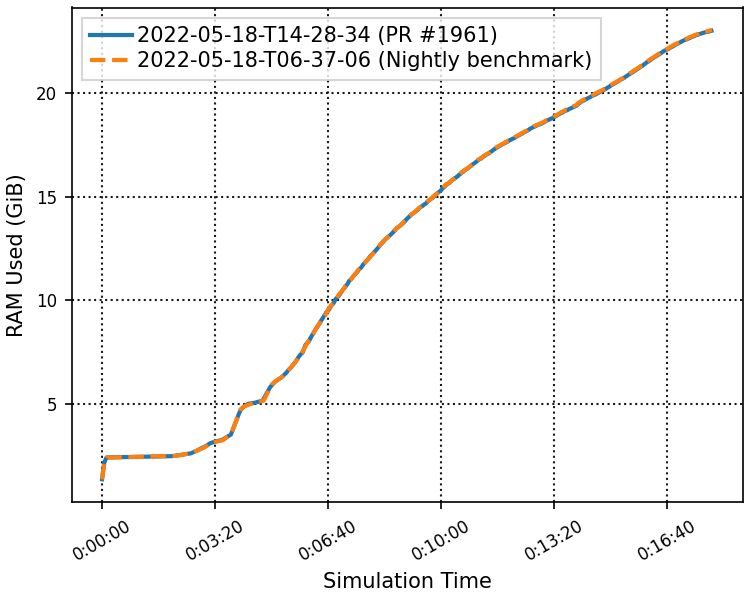 2022-05-18-T14-28-34 (PR #1961)
2022-05-18-T06-37-06 (Nightly benchmark)
RAM Used (GiB)
20
15
10
5
0:00:00
0:03:20
0:06:40
0:10:00
0:13:20
0:16:40
Simulation Time